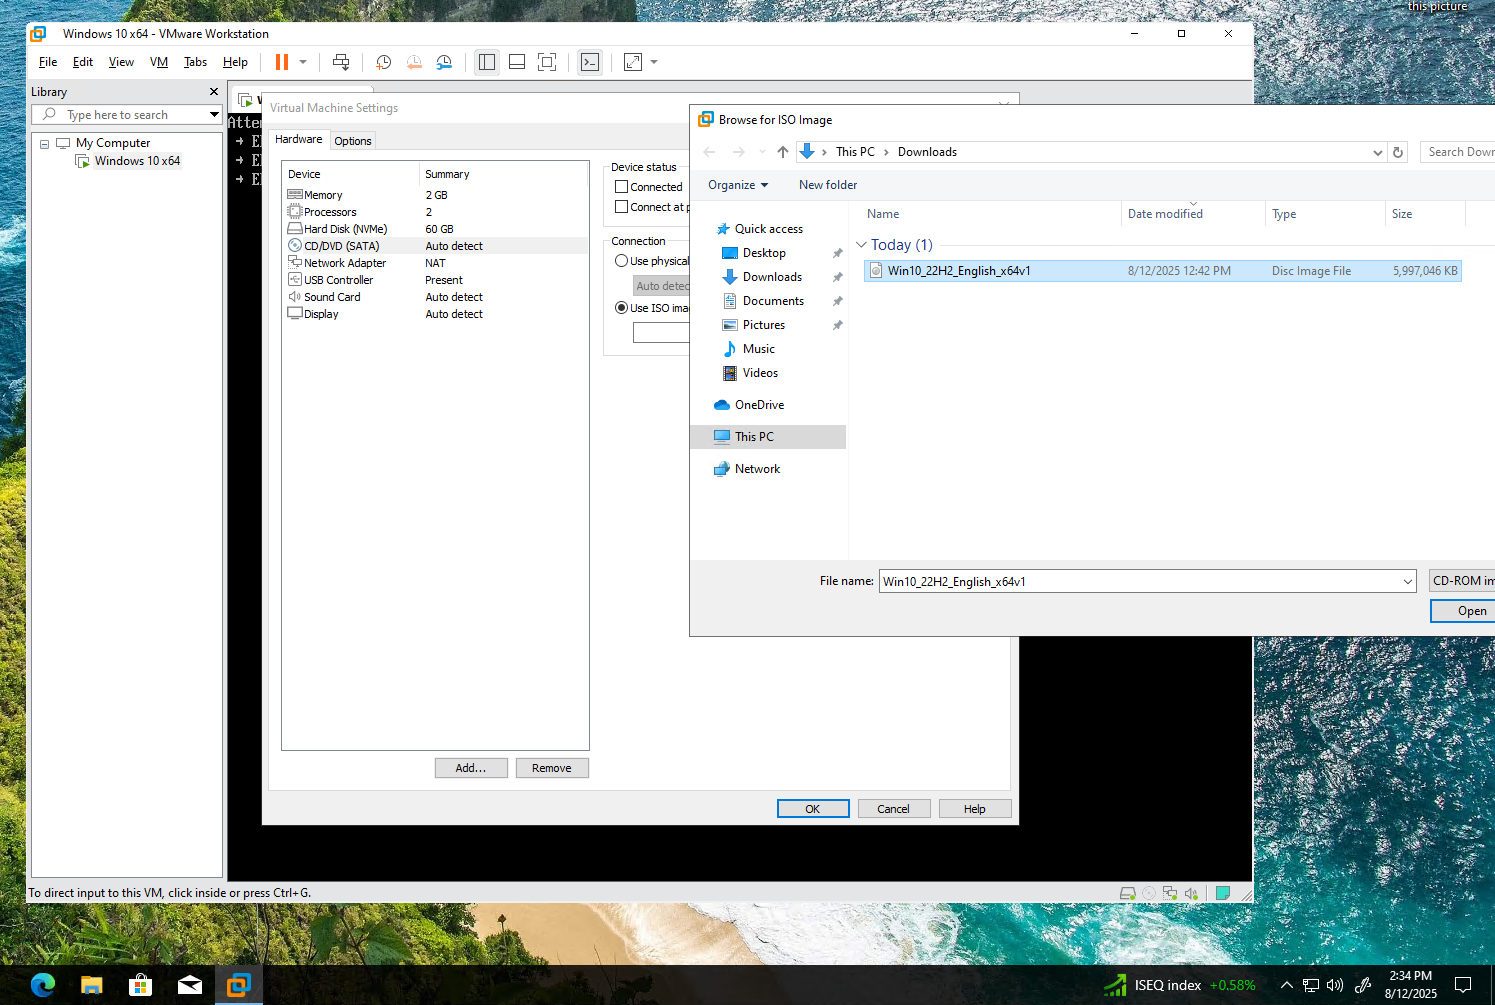 this picture
Windows 10 x64 - VMware Workstation
File Edit View VM Tabs Help
Library
Type here to search
My Computer
Windows 10 x64
Virtual Machine Settings
Hardware
Options
Device Summary
Memory 2 GB
Processors 2
Hard Disk (NVMe) 60 GB
CD/DVD (SATA) Auto detect
Network Adapter NAT
USB Controller Present
Sound Card Auto detect
Display Auto detect
Add...
Remove
Device status
Connected
Connect at p
Connection
Use physical
Auto detec
Use ISO ima
OK
Cancel
Help
Browse for ISO Image
This PC
Downloads
Search Down
Organize
New folder
Quick access
Desktop
Downloads
Documents
Pictures
Music
Videos
OneDrive
This PC
Network
Name Date modified Type Size
Today (1)
Win10_22H2_English_x64v1 8/12/2025 12:42 PM Disc Image File 5,997,046 KB
File name: Win10_22H2_English_x64v1
CD-ROM im
Open
To direct input to this VM, click inside or press Ctrl+G.
ISEQ index +0.58%
2:34 PM
8/12/2025